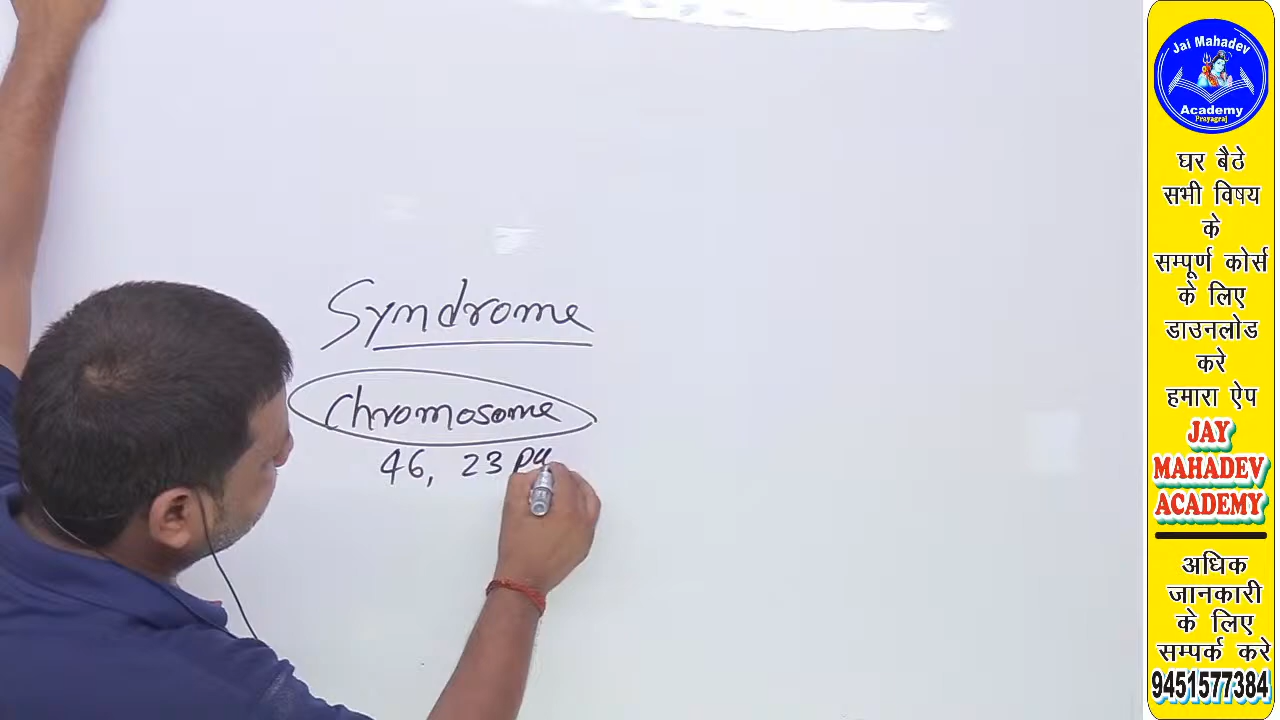 Syndrome
Chromosome
46, 23 pa
Jai Mahadev
Academy
Prayagraj
घर बैठे
सभी विषय
के
सम्पूर्ण कोर्स
के लिए
डाउनलोड
करे
हमारा ऐप
JAY
MAHADEV
ACADEMY
अधिक
जानकारी
के लिए
सम्पर्क करे
9451577384